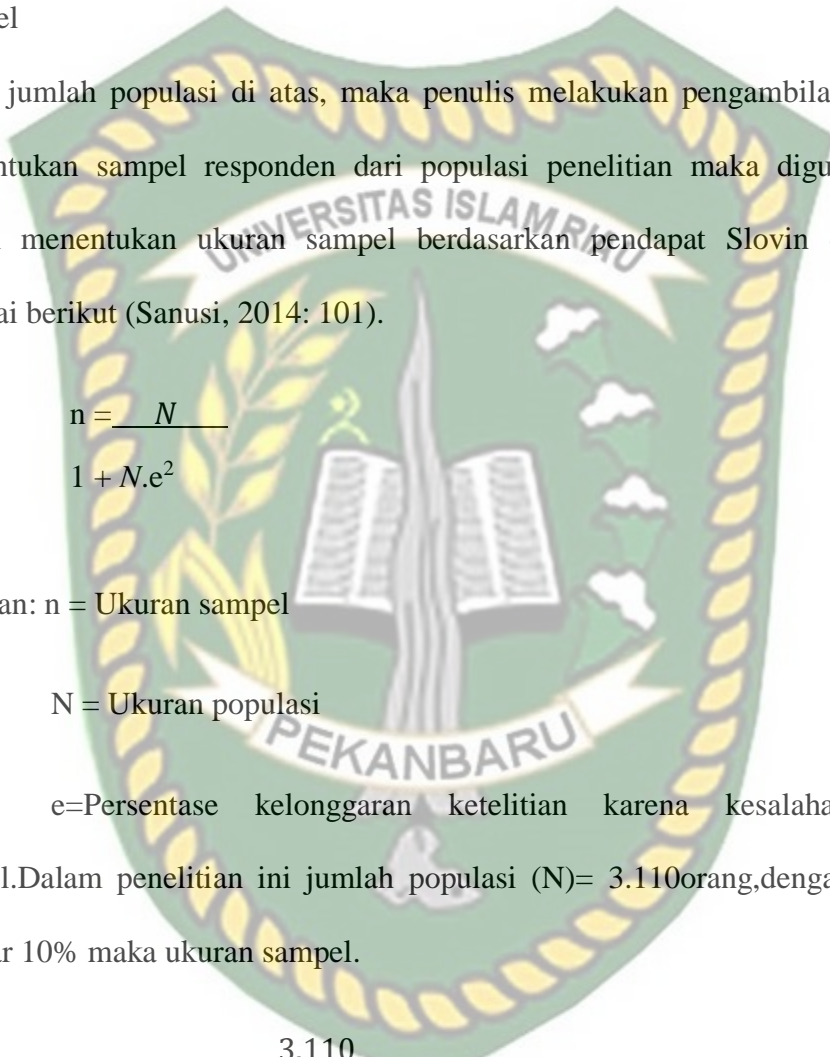 el
jumlah populasi di atas, maka penulis melakukan pengambila
ntukan sampel responden dari populasi penelitian maka digu
menentukan ukuran sampel berdasarkan pendapat Slovin
ai berikut (Sanusi, 2014: 101).
UNIVERSITAS ISLAM RIAU
n = N
1 + N.e²
an: n = Ukuran sampel
N = Ukuran populasi
PEKANBARU
e=Persentase kelonggaran ketelitian karena kesalaha
l.Dalam penelitian ini jumlah populasi (N)= 3.110orang,denga
ar 10% maka ukuran sampel.
3.110